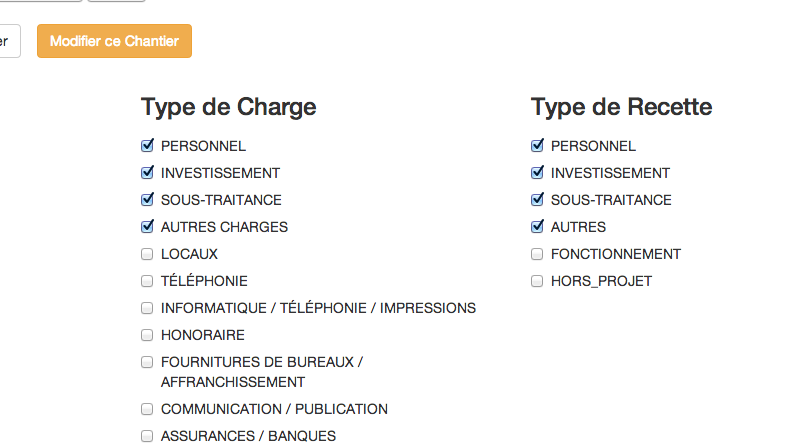 er
Modifier ce Chantier
Type de Charge
PERSONNEL
INVESTISSEMENT
SOUS-TRAITANCE
AUTRES CHARGES
LOCAUX
TÉLÉPHONIE
INFORMATIQUE / TÉLÉPHONIE / IMPRESSIONS
HONORAIRE
FOURNITURES DE BUREAUX /
AFFRANCHISSEMENT
COMMUNICATION / PUBLICATION
ASSURANCES / BANQUES
Type de Recette
PERSONNEL
INVESTISSEMENT
SOUS-TRAITANCE
AUTRES
FONCTIONNEMENT
HORS_PROJET